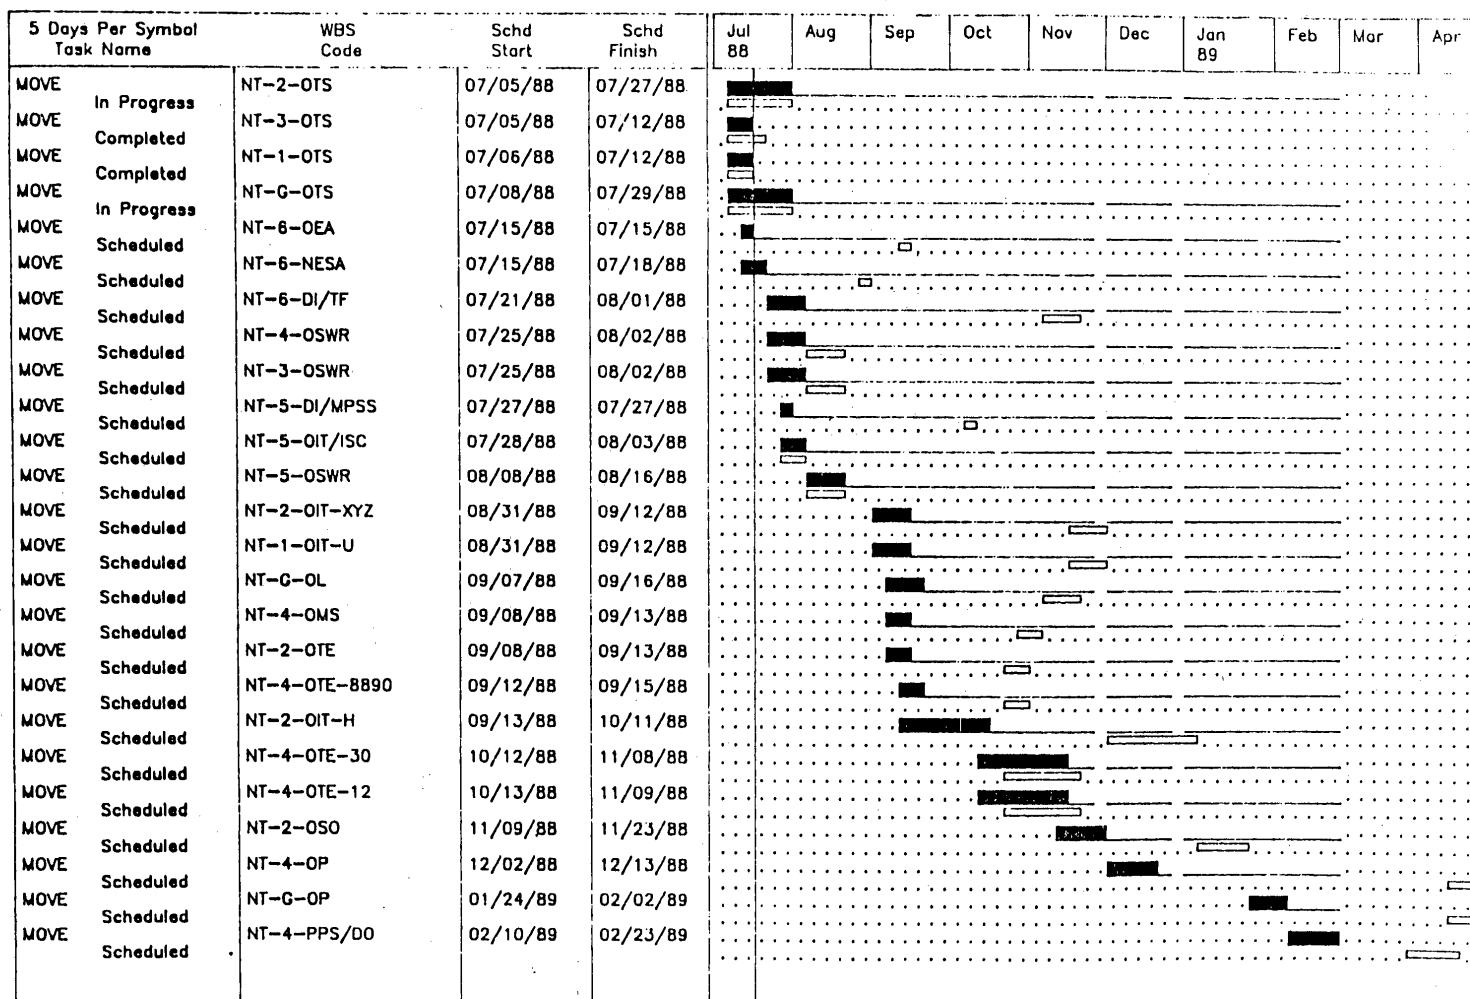 5 Days Per Symbol WBS Schd Schd Jul Aug Sep Oct Nov Dec Jan Feb Mar Apr
Task Name Code Start Finish 88 89
MOVE NT-2-OTS 07/05/88 07/27/88
In Progress
MOVE NT-3-OTS 07/05/88 07/12/88
Completed
MOVE NT-1-OTS 07/06/88 07/12/88
Completed
MOVE NT-G-OTS 07/08/88 07/29/88
In Progress
MOVE NT-6-OEA 07/15/88 07/15/88
Scheduled
MOVE NT-6-NESA 07/15/88 07/18/88
Scheduled
MOVE NT-6-DI/TF 07/21/88 08/01/88
Scheduled
MOVE NT-4-OSWR 07/25/88 08/02/88
Scheduled
MOVE NT-3-OSWR 07/25/88 08/02/88
Scheduled
MOVE NT-5-DI/MPSS 07/27/88 07/27/88
Scheduled
MOVE NT-5-OIT/ISC 07/28/88 08/03/88
Scheduled
MOVE NT-5-OSWR 08/08/88 08/16/88
Scheduled
MOVE NT-2-OIT-XYZ 08/31/88 09/12/88
Scheduled
MOVE NT-1-OIT-U 08/31/88 09/12/88
Scheduled
MOVE NT-G-OL 09/07/88 09/16/88
Scheduled
MOVE NT-4-OMS 09/08/88 09/13/88
Scheduled
MOVE NT-2-OTE 09/08/88 09/13/88
Scheduled
MOVE NT-4-OTE-8890 09/12/88 09/15/88
Scheduled
MOVE NT-2-OIT-H 09/13/88 10/11/88
Scheduled
MOVE NT-4-OTE-30 10/12/88 11/08/88
Scheduled
MOVE NT-4-OTE-12 10/13/88 11/09/88
Scheduled
MOVE NT-2-OSO 11/09/88 11/23/88
Scheduled
MOVE NT-4-OP 12/02/88 12/13/88
Scheduled
MOVE NT-G-OP 01/24/89 02/02/89
Scheduled
MOVE NT-4-PPS/DO 02/10/89 02/23/89
Scheduled